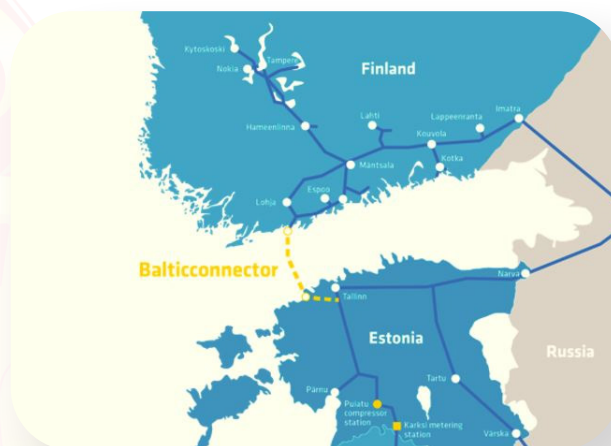 Kytoskoski
Tampere
Nokia
Finland
Imatra
Lahti
Luppeenranta
Hameenlinna
Kouvola
Kotka
Mäntsälä
Espoo
Lohja
Balticconnector
Narva
Tallinn
Estonia
Russia
Pärnu
Tartu
Puiatu
compressor
station
Karksi metering
station
Värska